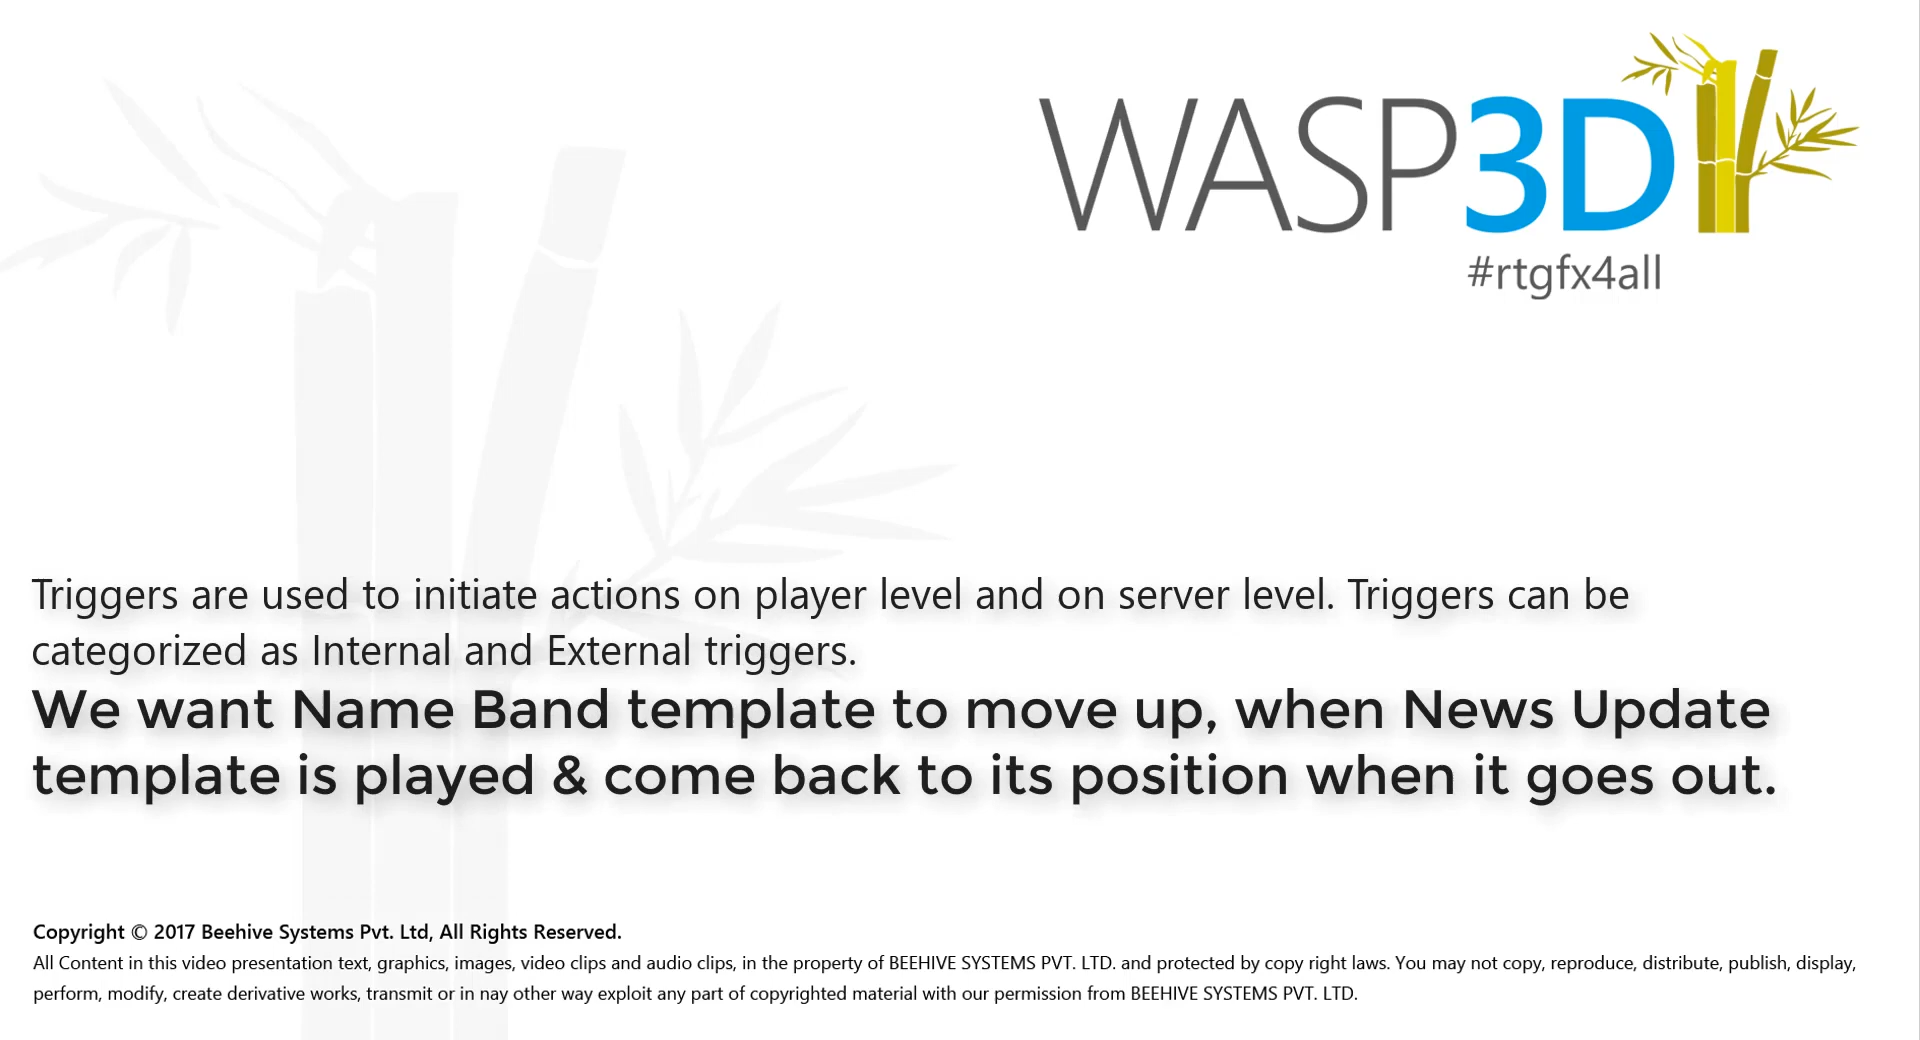 WASP3D
#rtgfx4all
Triggers are used to initiate actions on player level and on server level. Triggers can be
categorized as Internal and External triggers.
We want Name Band template to move up, when News Update
template is played & come back to its position when it goes out.
Copyright © 2017 Beehive Systems Pvt. Ltd, All Rights Reserved.
All Content in this video presentation text, graphics, images, video clips and audio clips, in the property of BEEHIVE SYSTEMS PVT. LTD. and protected by copy right laws. You may not copy, reproduce, distribute, publish, display,
perform, modify, create derivative works, transmit or in nay other way exploit any part of copyrighted material with our permission from BEEHIVE SYSTEMS PVT. LTD.